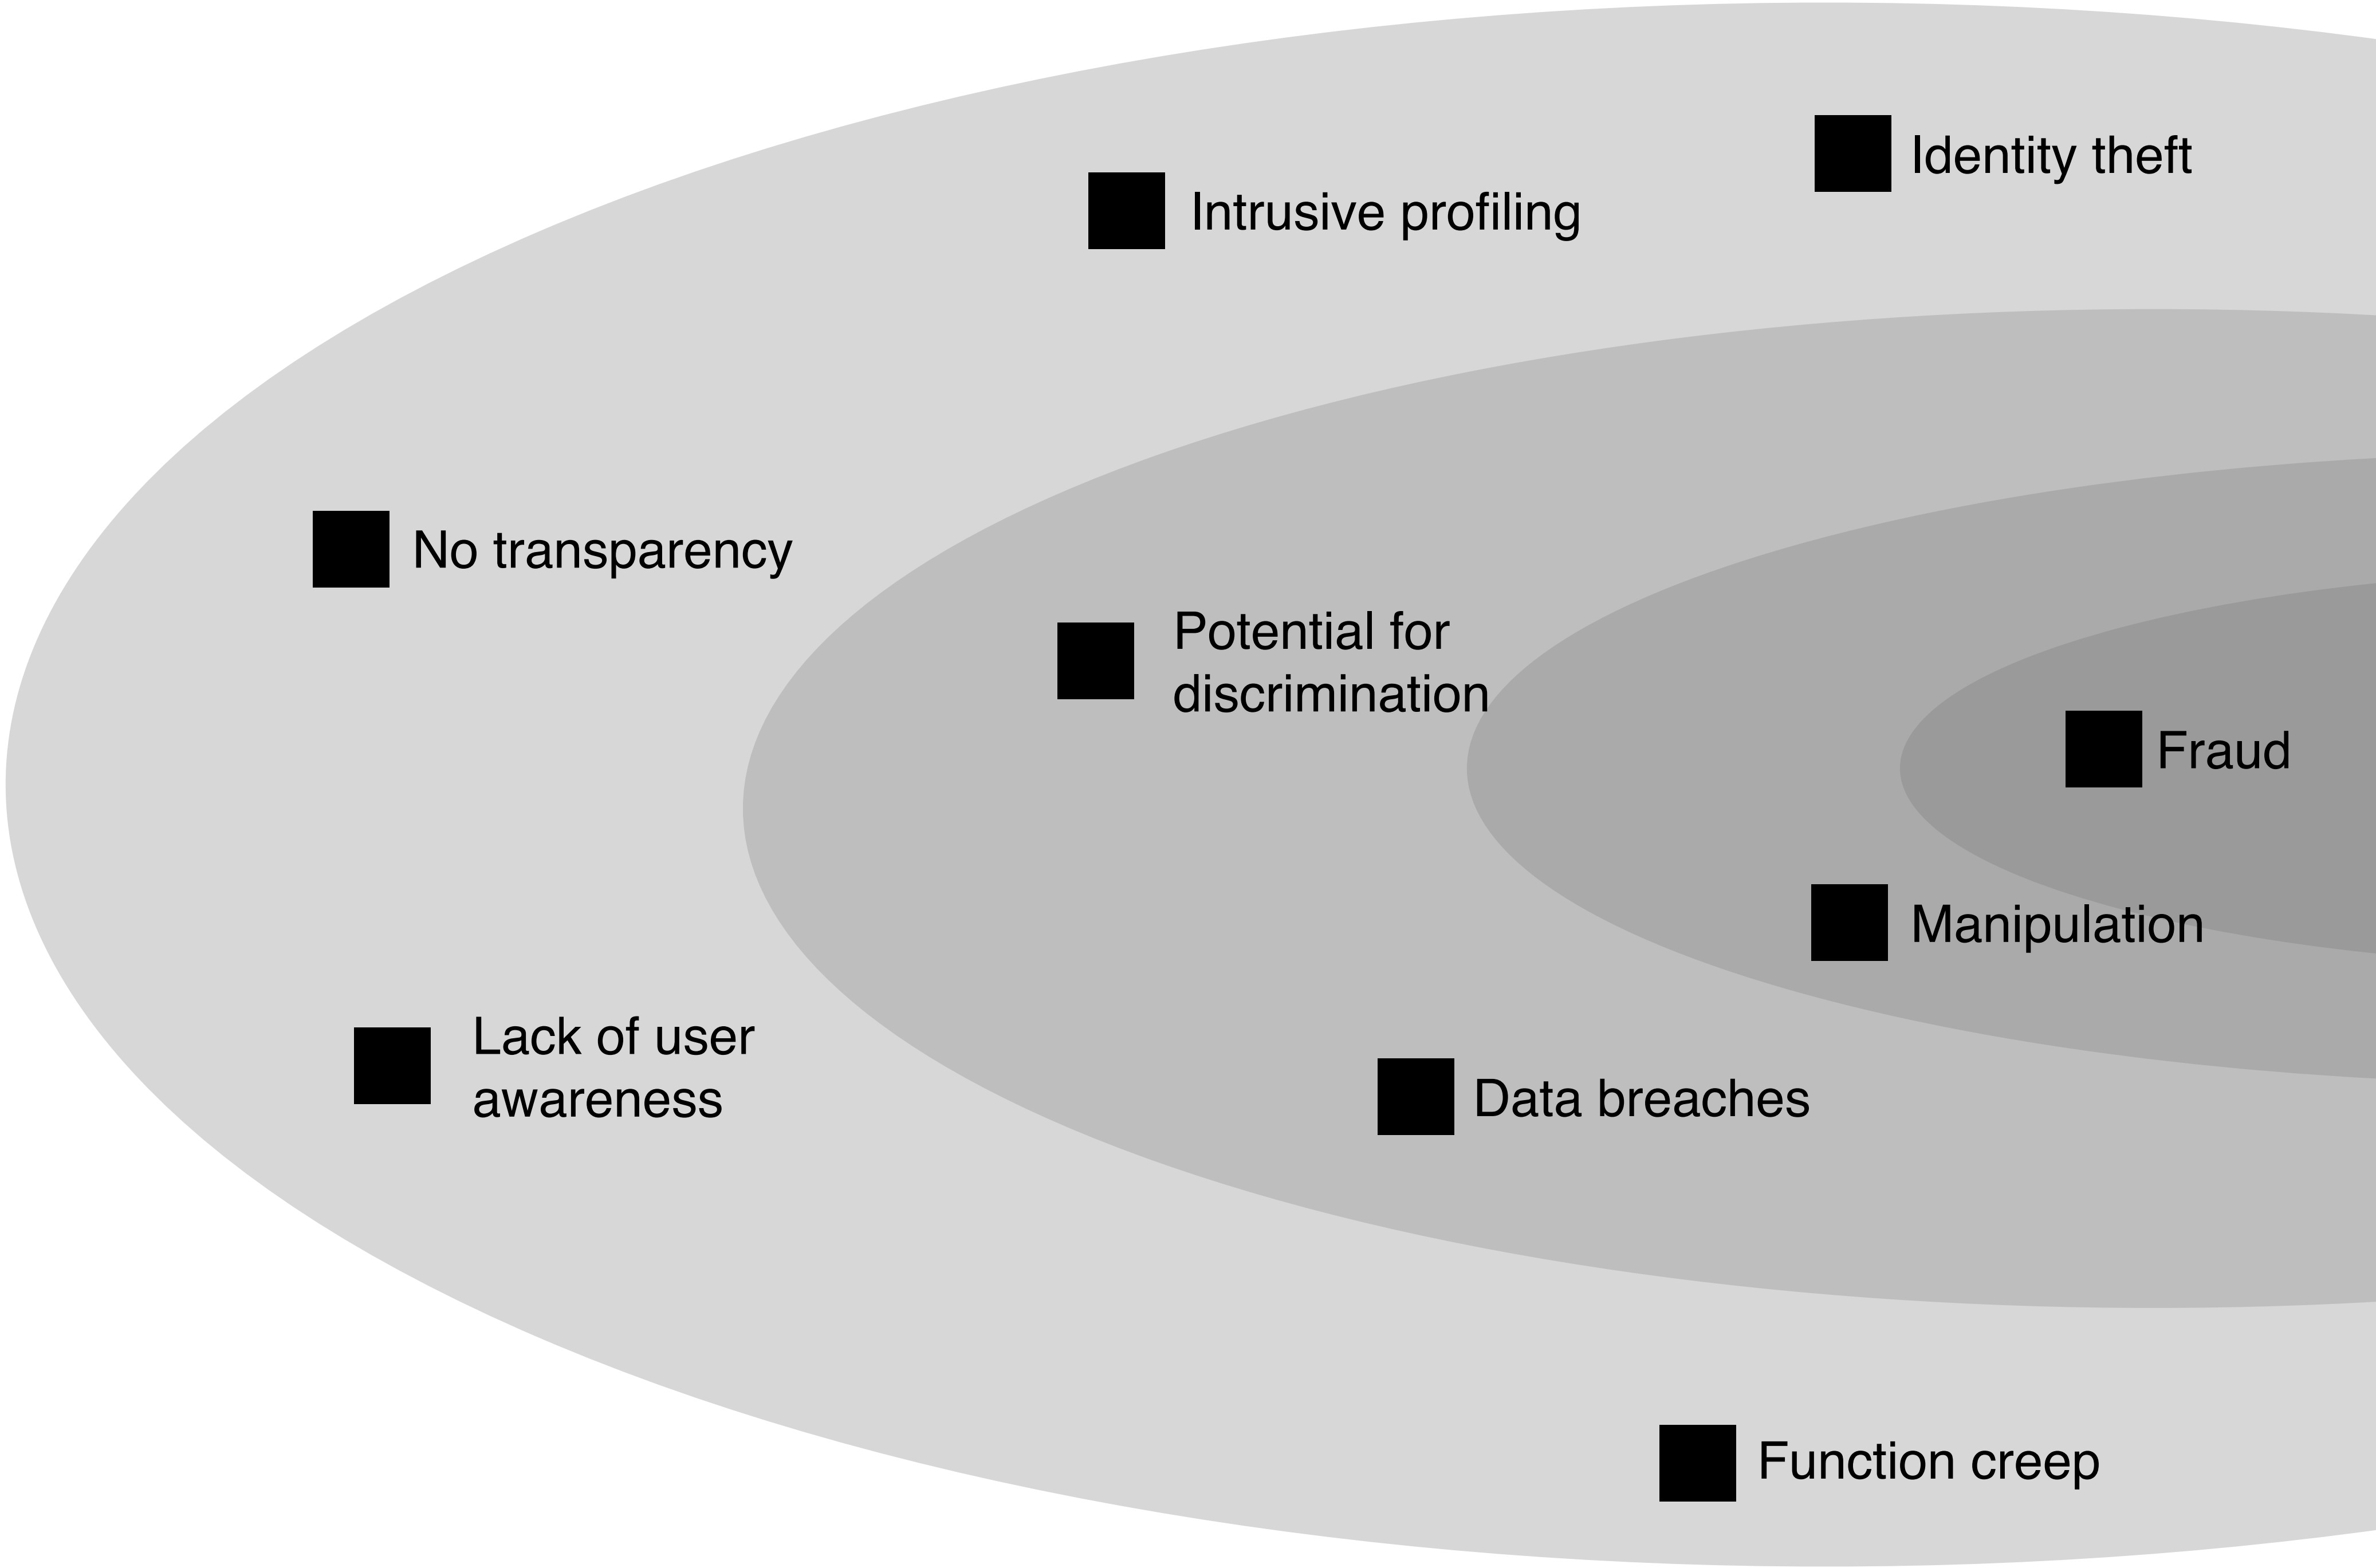 Identity theft
Intrusive profiling
No transparency
Potential for
discrimination
Fraud
Manipulation
Lack of user
awareness
Data breaches
Function creep